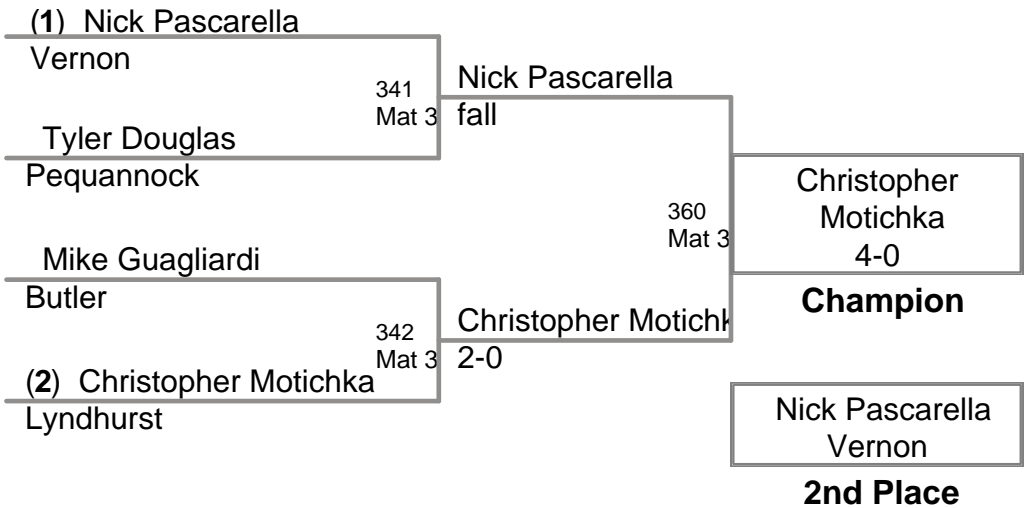 (1) Nick Pascarella
Vernon
341
Mat 3
Tyler Douglas
Pequannock
Nick Pascarella
fall
Mike Guagliardi
Butler
342
Mat 3
(2) Christopher Motichka
Lyndhurst
Christopher Motichk
2-0
360
Mat 3
Christopher
Motichka
4-0
Champion
Nick Pascarella
Vernon
2nd Place